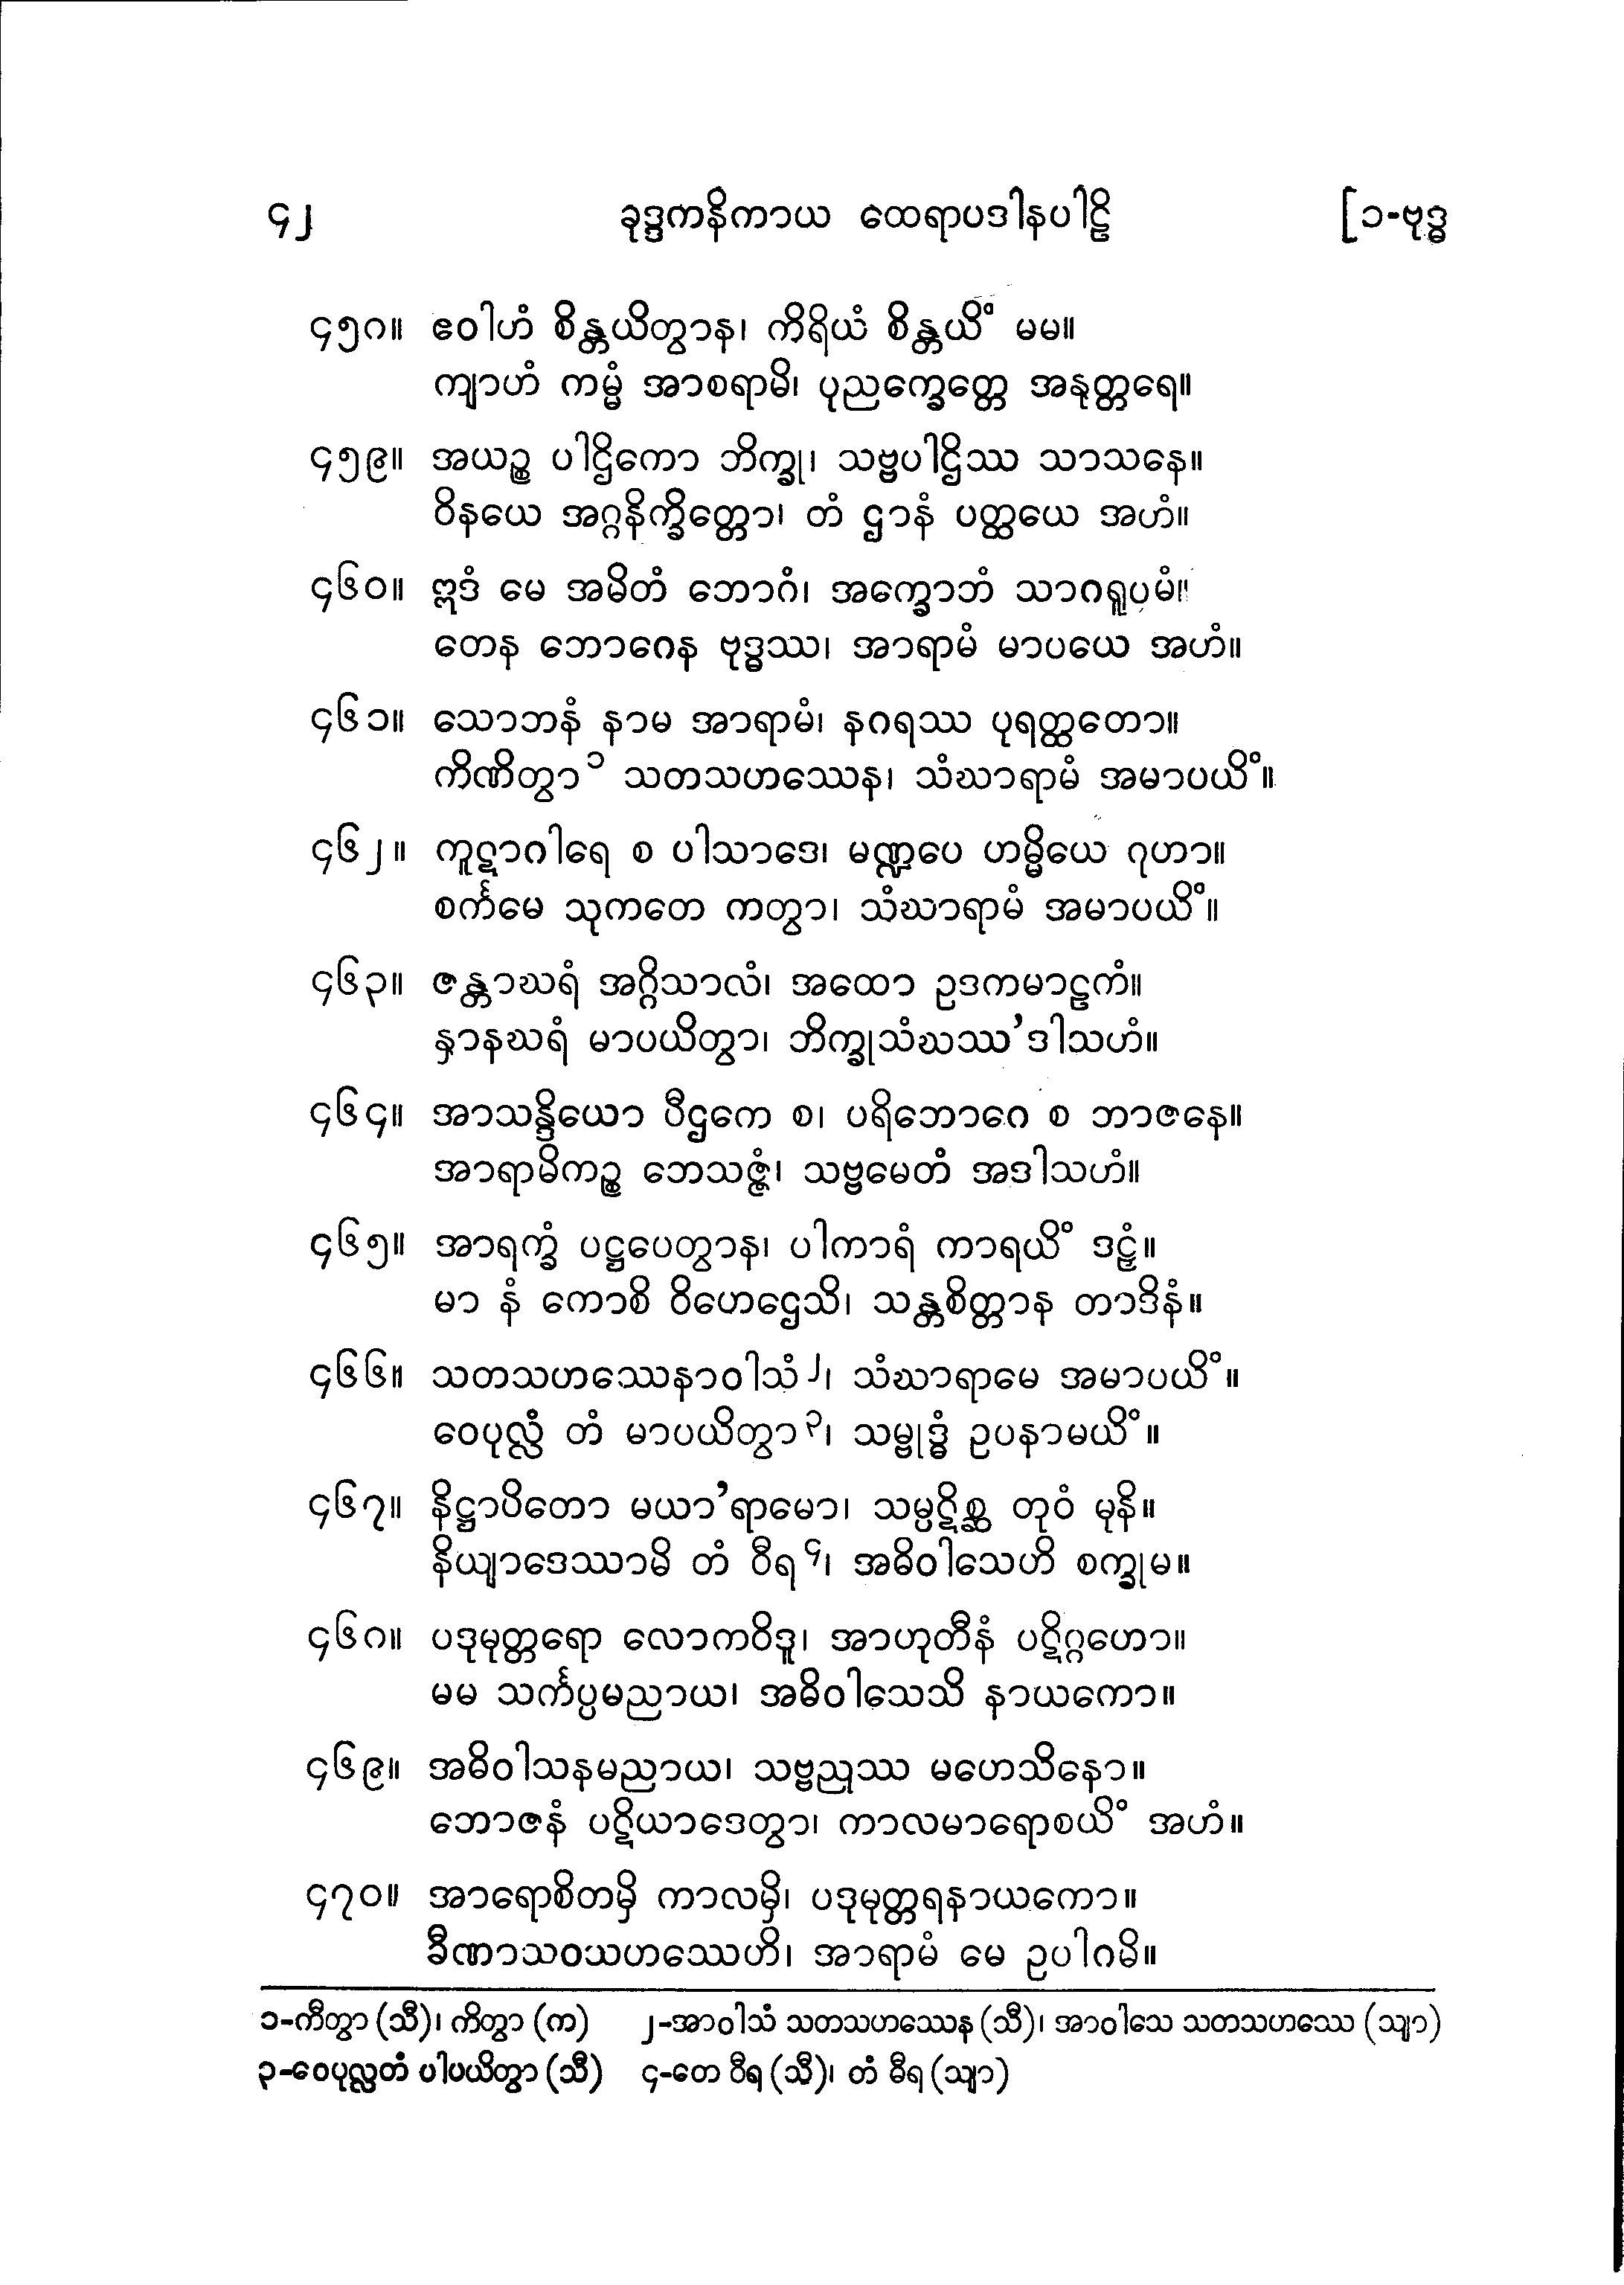 ၄၂ ခုဒ္ဒကနိကာယ ထေရာပဒါနပါဠိ [၁-ဗုဒ္ဓ
၄၅၈။ ဧဝါဟံ စိန္တယိတွာန၊ ကိရိယံ စိန္တယိံ မမ။
ကျာဟံ ကမ္မံ အာစရာမိ၊ ပုညက္ခေတ္တေ အနုတ္တရေ။
၄၅၉။ အယဉ္စ ပါဌိကော ဘိက္ခု၊ သဗ္ဗပါဌိဿ သာသနေ။
ဝိနယေ အဂ္ဂနိက္ခိတ္တော၊ တံ ဌာနံ ပတ္ထယေ အဟံ။
၄၆၀။ ဣဒံ မေ အမိတံ ဘောဂံ၊ အက္ခောဘံ သာဂရူပမံ။
တေန ဘောဂေန ဗုဒ္ဓဿ၊ အာရာမံ မာပယေ အဟံ။
၄၆၁။ သောဘနံ နာမ အာရာမံ၊ နဂရဿ ပုရတ္ထတော။
ကိဏိတွာ ၁ သတသဟဿေန၊ သံဃာရာမံ အမာပယိံ။
၄၆၂။ ကူဋာဂါရေ စ ပါသာဒေ၊ မဏ္ဍပေ ဟမ္မိယေ ဂုဟာ။
စင်္ကမေ သုကတေ ကတွာ၊ သံဃာရာမံ အမာပယိံ။
၄၆၃။ ဇန္တာဃရံ အဂ္ဂိသာလံ၊ အထော ဥဒကမာဠကံ။
နှာနဃရံ မာပယိတွာ၊ ဘိက္ခုသံဃဿ’ဒါသဟံ။
၄၆၄။ အာသန္ဒိယော ပီဌကေ စ၊ ပရိဘောဂေ စ ဘာဇနေ။
အာရာမိကဉ္စ ဘေသဇ္ဇံ၊ သဗ္ဗမေတံ အဒါသဟံ။
၄၆၅။ အာရက္ခံ ပဋ္ဌပေတွာန၊ ပါကာရံ ကာရယိံ ဒဠှံ။
မာ နံ ကောစိ ဝိဟေဌေသိ၊ သန္တစိတ္တာန တာဒိနံ။
၄၆၆။ သတသဟဿေနာဝါသံ ၂၊ သံဃာရာမေ အမာပယိံ။
ဝေပုလ္လံ တံ မာပယိတွာ ၃၊ သမ္ဗုဒ္ဓံ ဥပနာမယိံ။
၄၆၇။ နိဋ္ဌာပိတော မယာ’ရာမော၊ သမ္ပဋိစ္ဆ တုဝံ မုနိ။
နိယျာဒေဿာမိ တံ ဝီရ ၄၊ အဓိဝါသေဟိ စက္ခုမ။
၄၆၈။ ပဒုမုတ္တရော လောကဝိဒူ၊ အာဟုတီနံ ပဋိဂ္ဂဟော။
မမ သင်္ကပ္ပမညာယ၊ အဓိဝါသေသိ နာယကော။
၄၆၉။ အဓိဝါသနမညာယ၊ သဗ္ဗညုဿ မဟေသိနော။
ဘောဇနံ ပဋိယာဒေတွာ၊ ကာလမာရောစယိံ အဟံ။
၄၇၀။ အာရောစိတမှိ ကာလမှိ၊ ပဒုမုတ္တရနာယကော။
ခီဏာသဝသဟဿေဟိ၊ အာရာမံ မေ ဥပါဂမိ။
၁-ကီတွာ (သီ)၊ ကိတွာ (က) ၂-အာဝါသံ သတသဟဿေန (သီ)၊ အာဝါသေ သတသဟဿေ (သျာ)
၃-ဝေပုလ္လတံ ပါပယိတွာ (သီ) ၄-တေ ဝီရ (သီ)၊ တံ ဓီရ (သျာ)